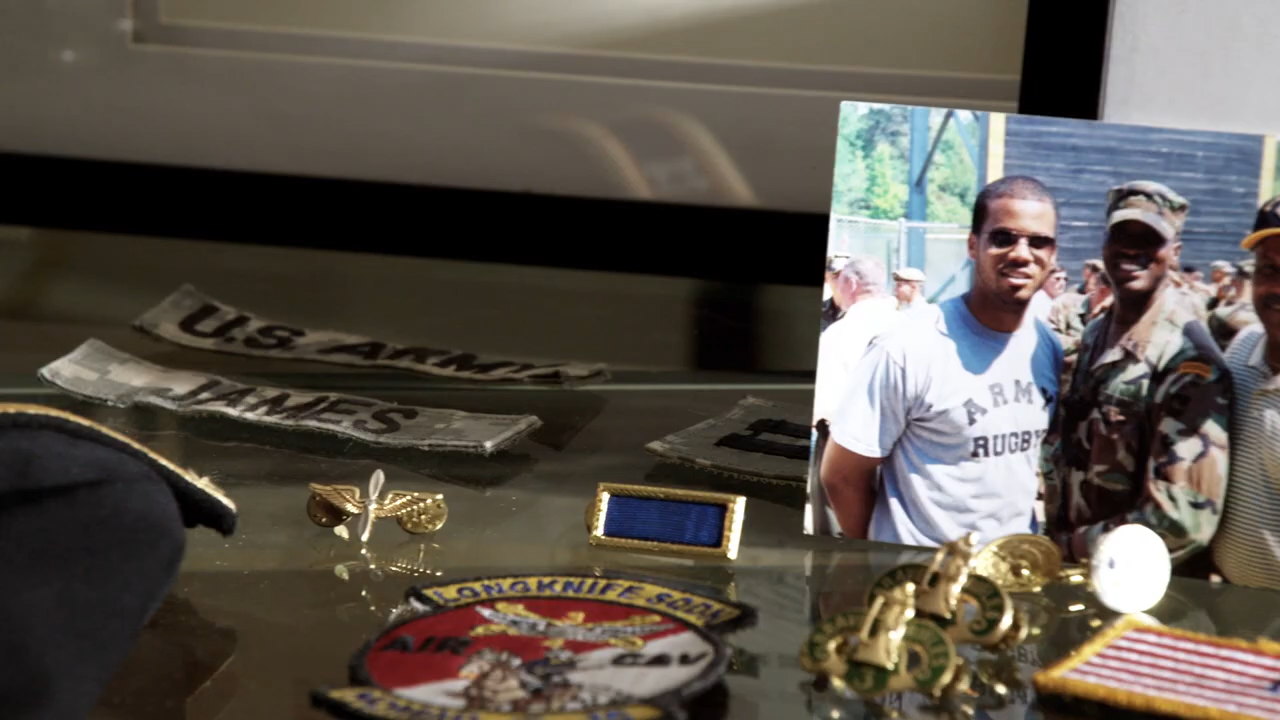 U.S. ARMY
JAMES
ARMY
RUGBY
LONGKNIFE SQDN
AIR CAV